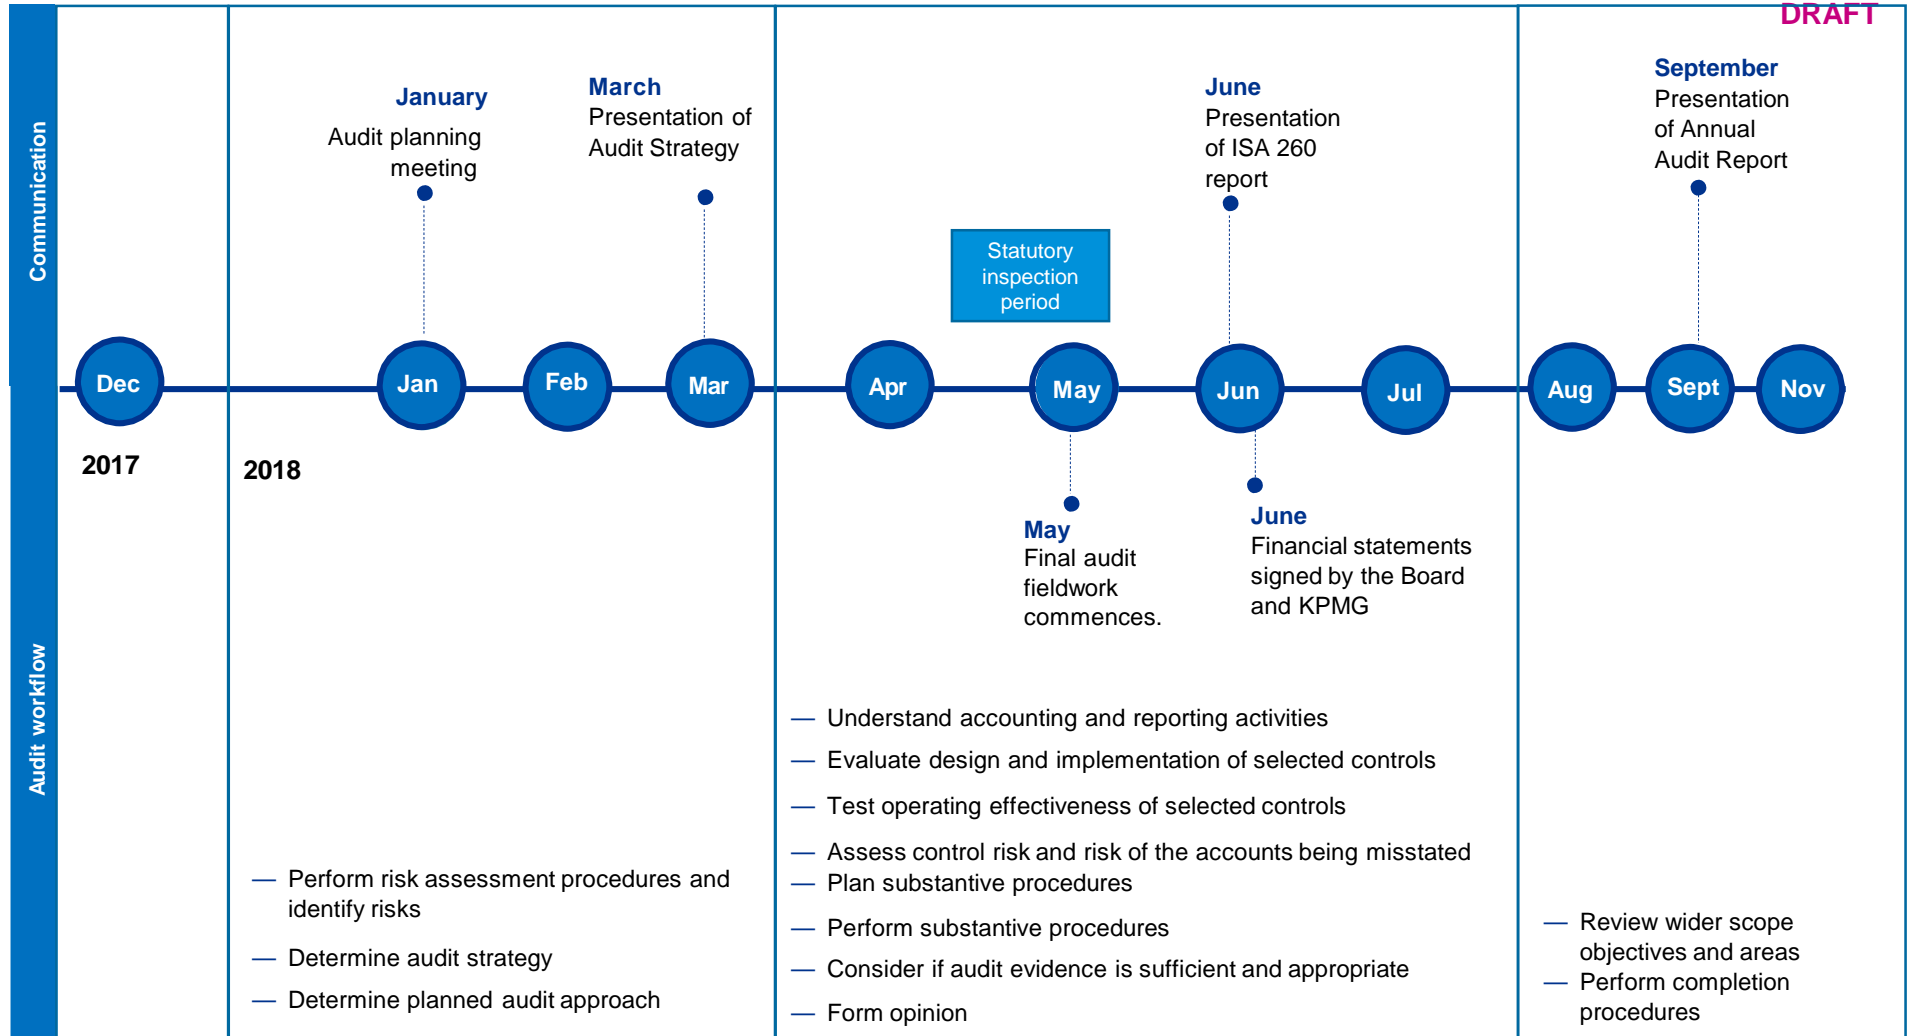 DRAFT
Communication
January
Audit planning
meeting
March
Presentation of
Audit Strategy
June
Presentation
of ISA 260
report
September
Presentation
of Annual
Audit Report
Statutory
inspection
period
Dec
Jan
Feb
Mar
Apr
May
Jun
Jul
Aug
Sept
Nov
2017
2018
Audit workflow
May
Final audit
fieldwork
commences.
June
Financial statements
signed by the Board
and KPMG
— Perform risk assessment procedures and
identify risks
— Determine audit strategy
— Determine planned audit approach
— Understand accounting and reporting activities
— Evaluate design and implementation of selected controls
— Test operating effectiveness of selected controls
— Assess control risk and risk of the accounts being misstated
— Plan substantive procedures
— Perform substantive procedures
— Consider if audit evidence is sufficient and appropriate
— Form opinion
— Review wider scope
objectives and areas
— Perform completion
procedures